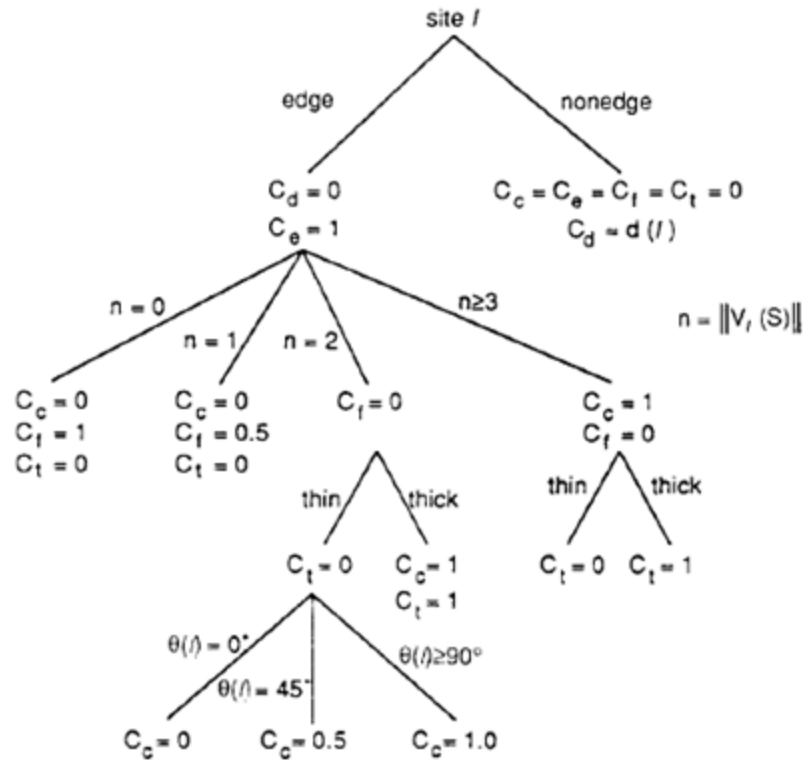 site l
edge
nonedge
C_d = 0
C_e = 1
C_c = C_e = C_f = C_t = 0
C_d = d (l)
n = 0
n = 1
n = 2
n≥3
n = ‖V_l (S)‖
C_c = 0
C_f = 1
C_t = 0
C_c = 0
C_f = 0.5
C_t = 0
C_f = 0
C_c = 1
C_f = 0
thin
thick
thin
thick
C_t = 0
C_c = 1
C_t = 1
C_t = 0
C_t = 1
θ(l) = 0°
θ(l) = 45°
θ(l)≥90°
C_c = 0
C_c = 0.5
C_c = 1.0